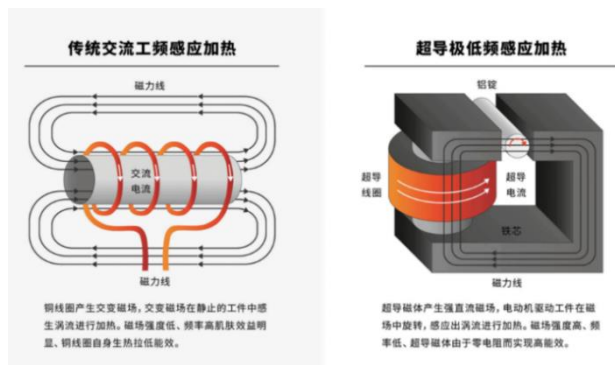 传统交流工频感应加热
磁力线
交流
电流
磁力线
铜线圈产生交变磁场，交变磁场在静止的工件中感
生涡流进行加热。磁场强度低、频率高肌肤效益明
显、铜线圈自身生热拉低能效。
超导极低频感应加热
铝锭
超导
线圈
超导
电流
铁芯
磁力线
超导磁体产生强直流磁场，电动机驱动工件在磁
场中旋转，感应出涡流进行加热。磁场强度高、频
率低、超导磁体由于零电阻而实现高能效。